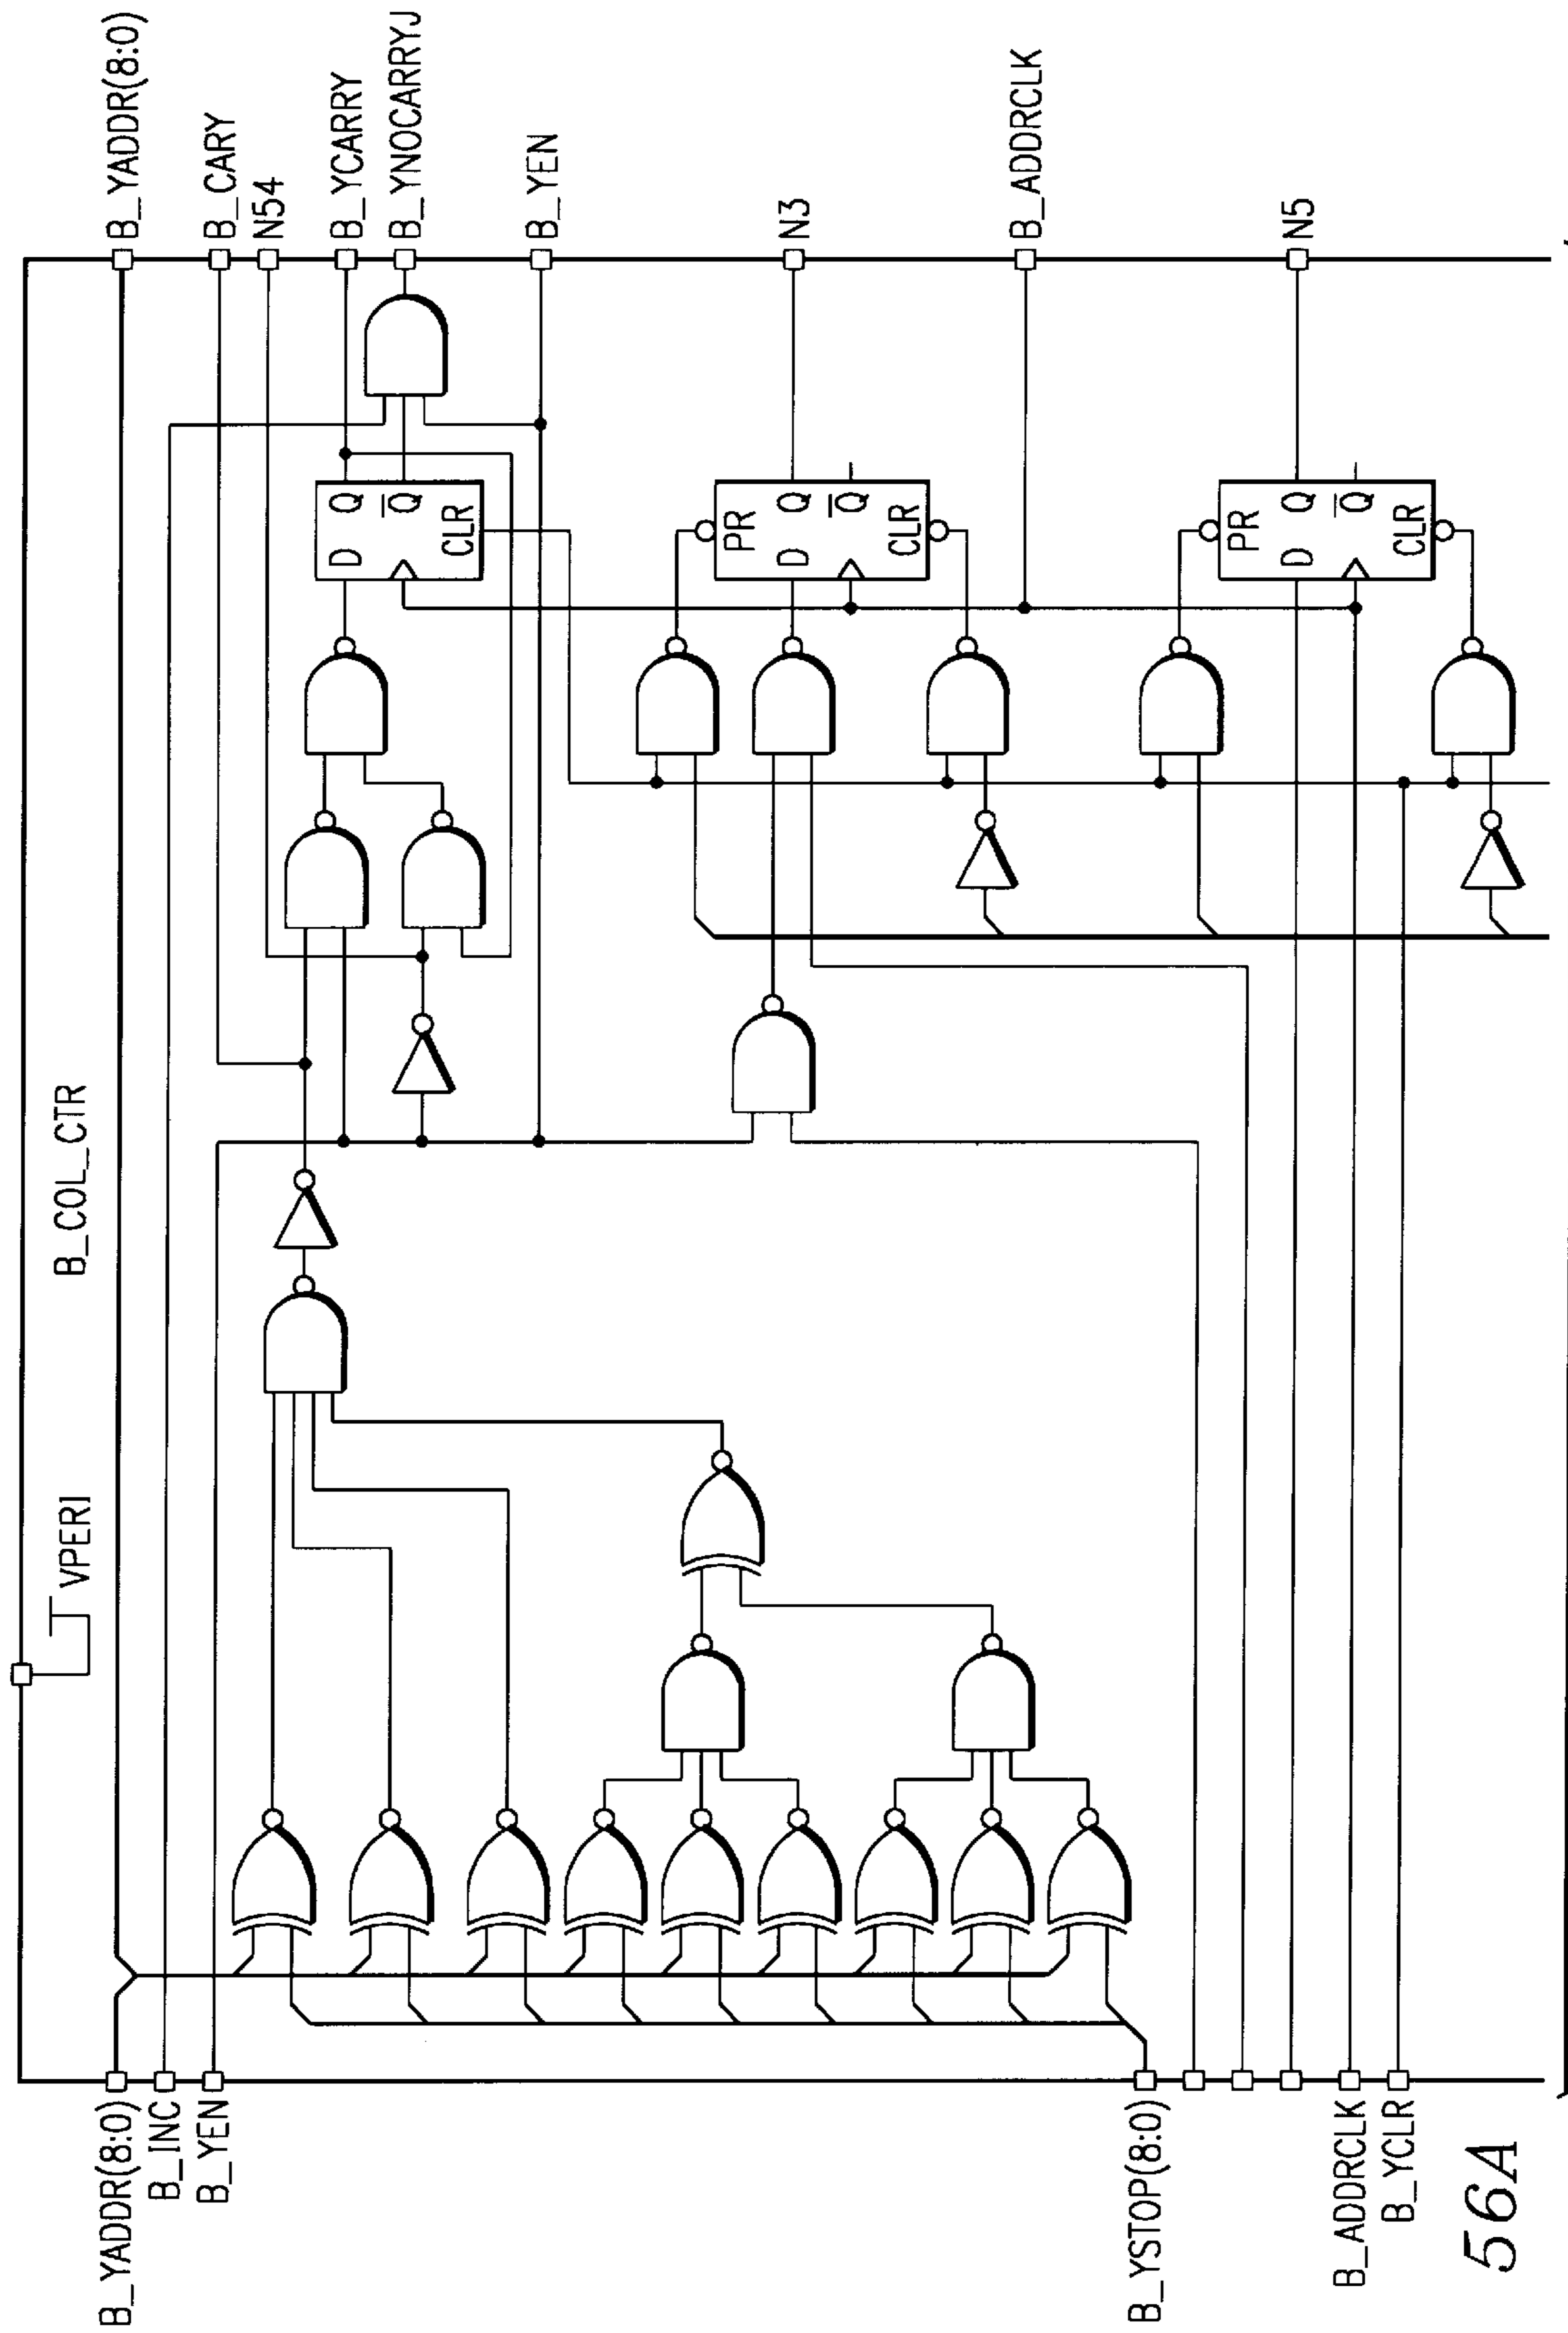 B_COL_CTR
VPERI
B_YADDR(8:0)
B_INC
B_YEN
B_YSTOP(8:0)
B_ADDRCLK
B_YCLR
D Q
Q
CLR
PR
D Q
Q
CLR
PR
D Q
Q
CLR
B_YADDR(8:0)
B_CARY
N54
B_YCARRY
B_YNOCARRYJ
B_YEN
N3
B_ADDRCLK
N5
56A